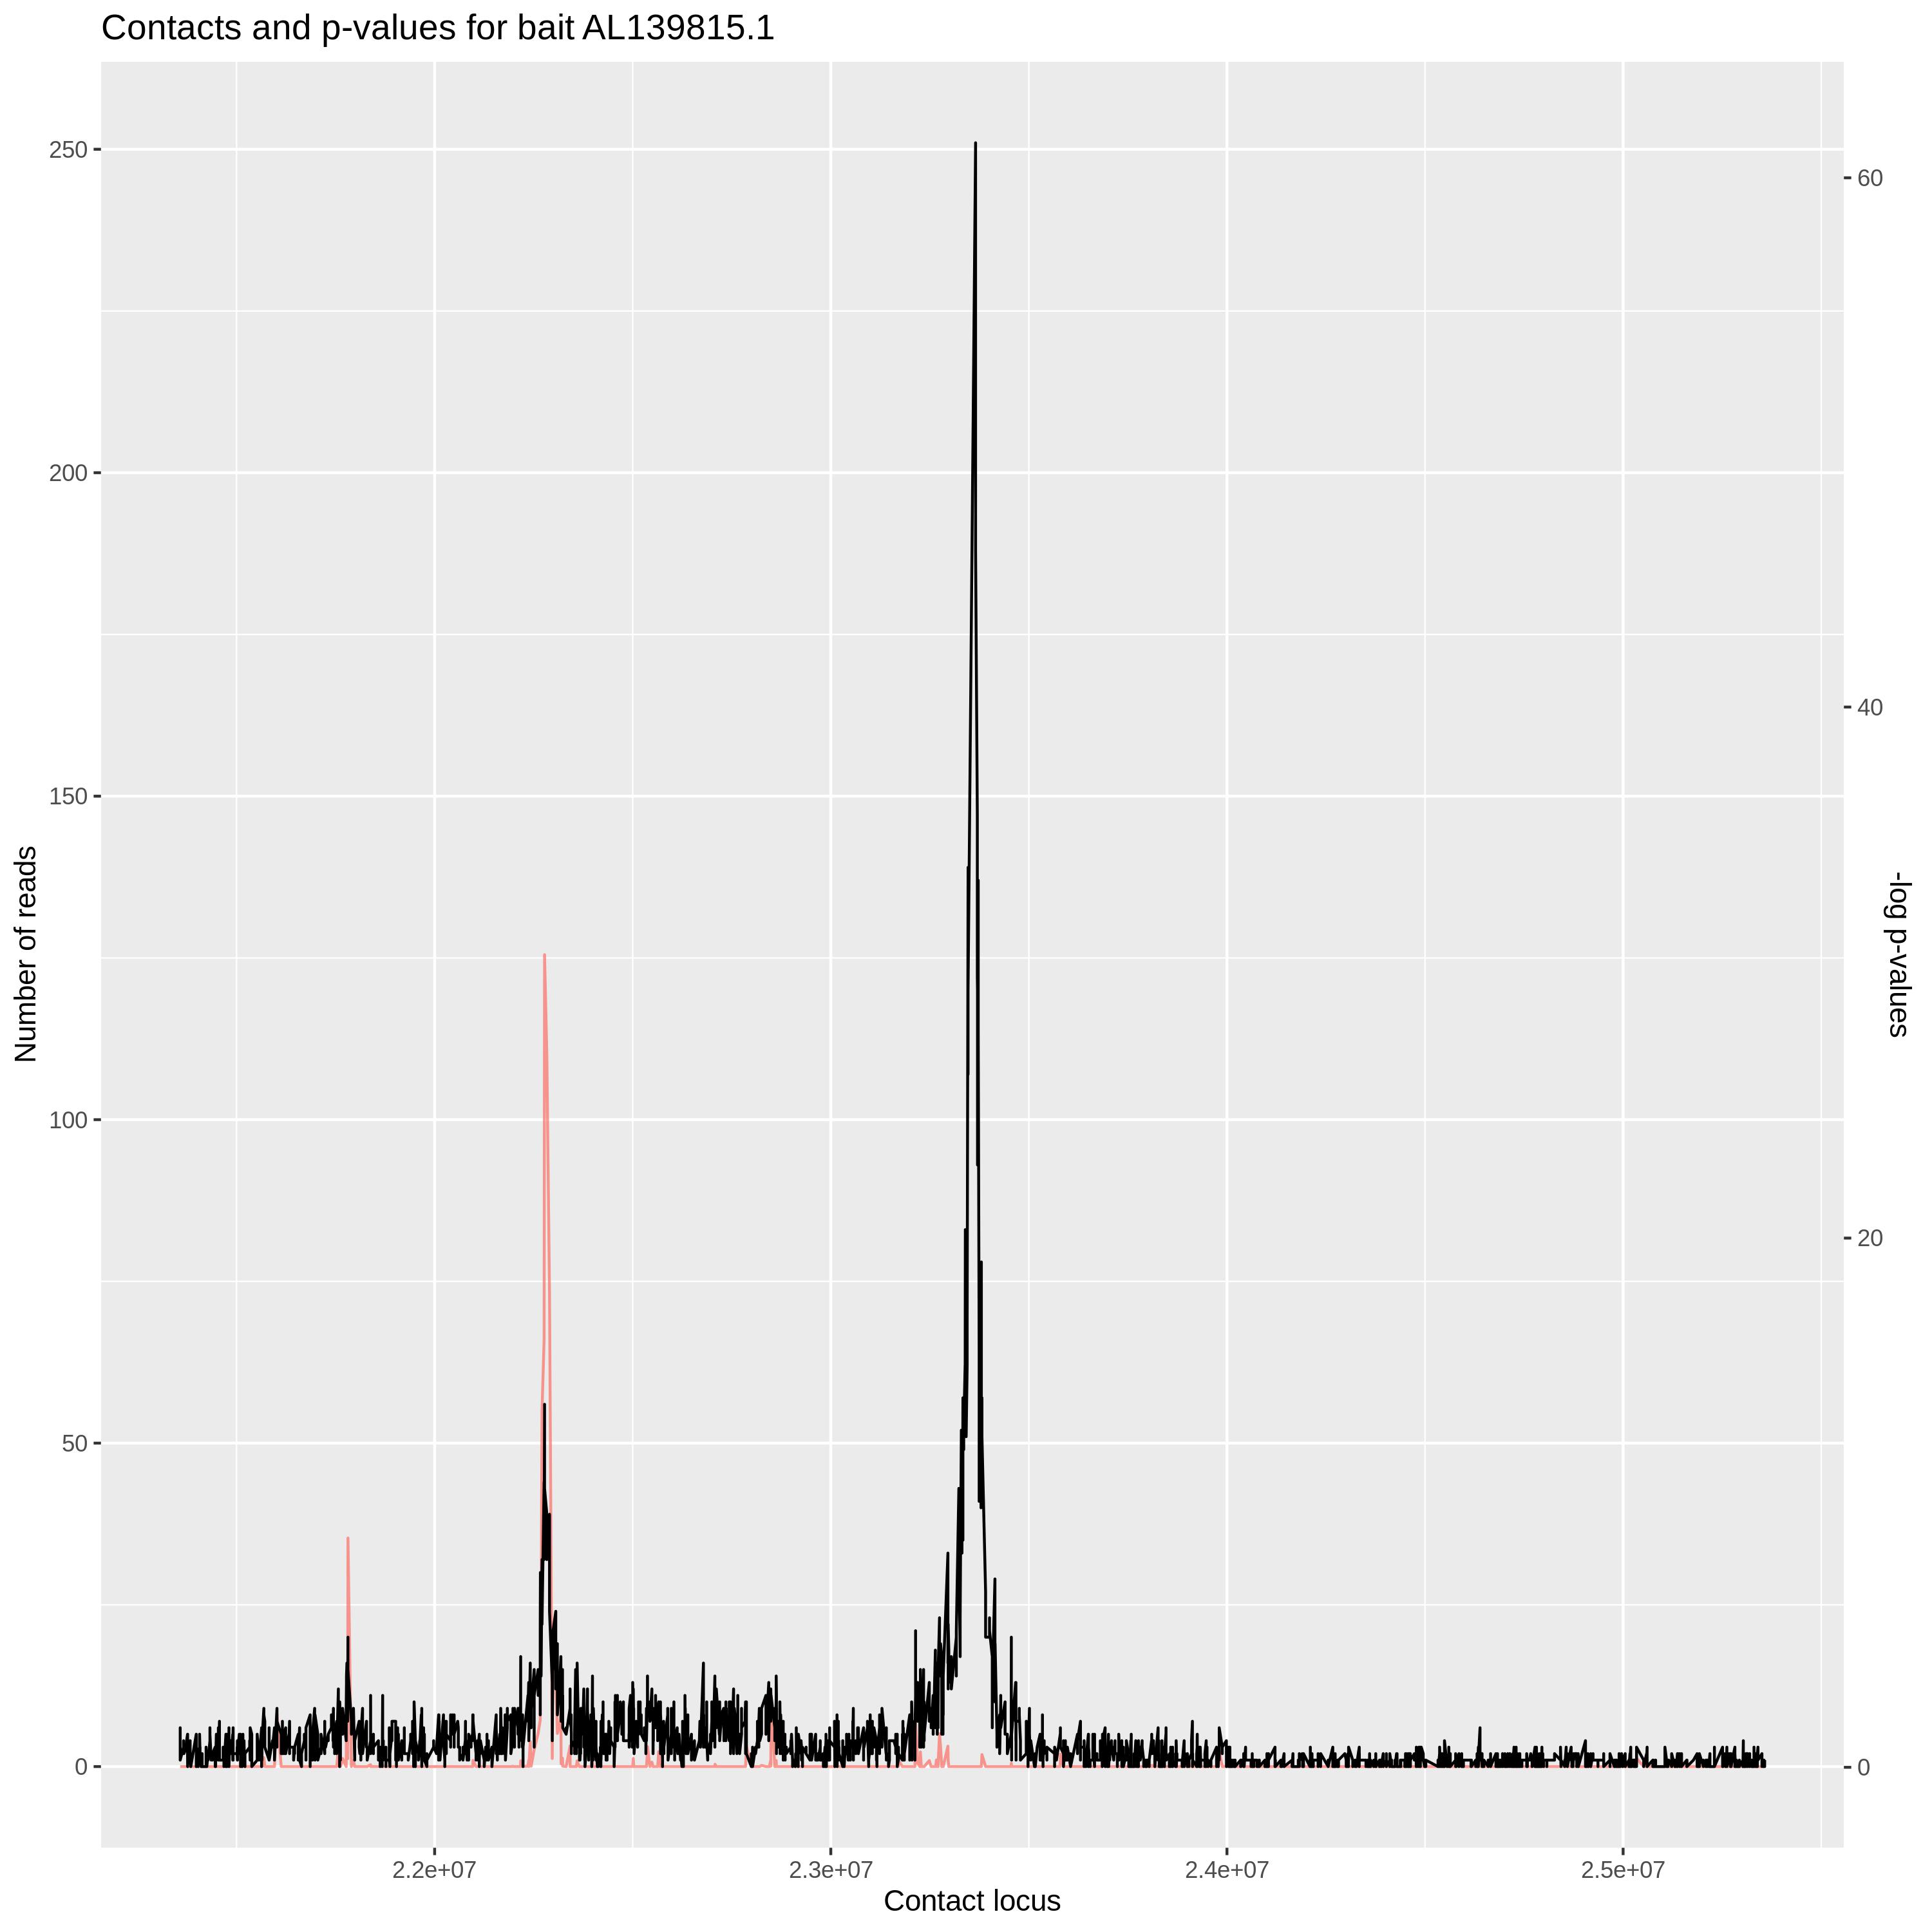 Contacts and p-values for bait AL139815.1
250
200
150
100
50
0
Number of reads
60
40
20
0
-log p-values
2.2e+07
2.3e+07
2.4e+07
2.5e+07
Contact locus